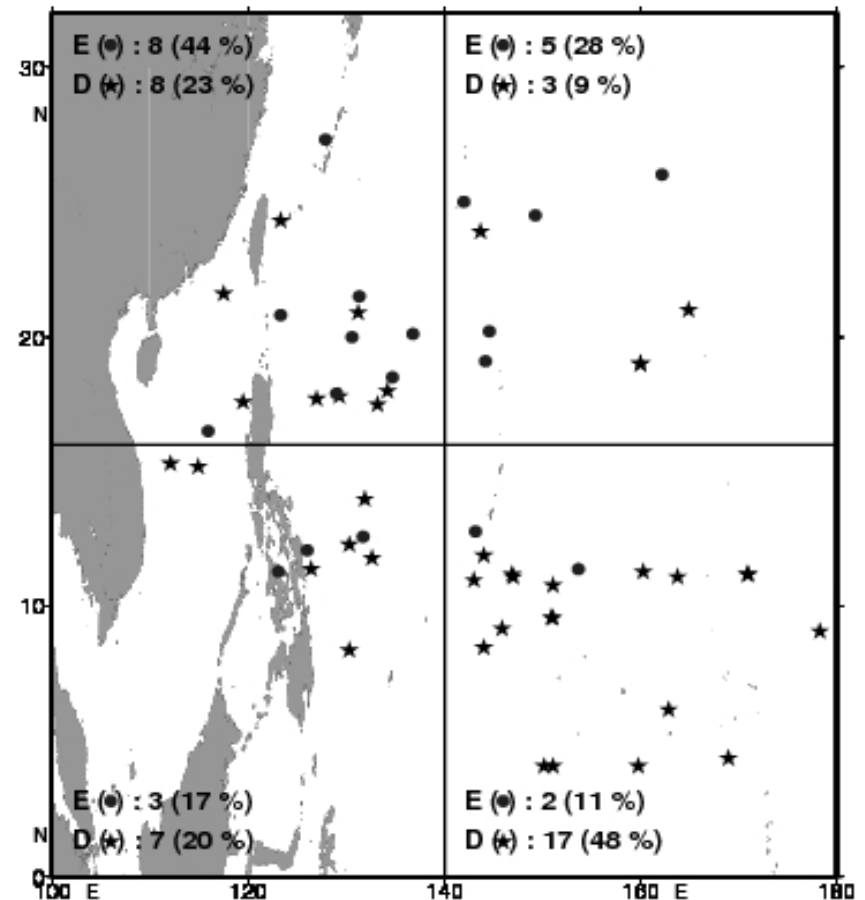 E (●) : 8 (44 %)
D (★) : 8 (23 %)
E (●) : 5 (28 %)
D (★) : 3 (9 %)
30
N
20
10
E (●) : 3 (17 %)
D (★) : 7 (20 %)
E (●) : 2 (11 %)
D (★) : 17 (48 %)
N
0
100 E 120 140 160 E 180